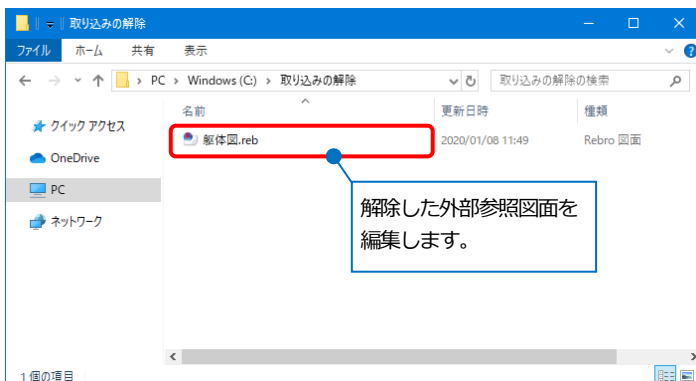 取り込みの解除
ファイル ホーム 共有 表示
PC › Windows (C:) › 取り込みの解除 取り込みの解除の検索
名前 更新日時 種類
クイック アクセス
躯体図.reb 2020/01/08 11:49 Rebro 図面
OneDrive
PC
ネットワーク
解除した外部参照図面を
編集します。
1 個の項目